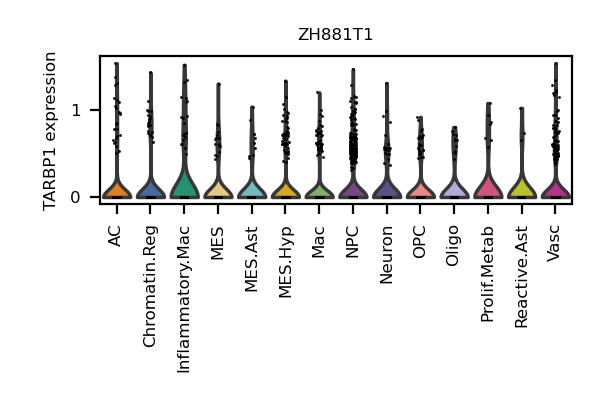 ZH881T1
TARBP1 expression
1
0
AC
Chromatin.Reg
Inflammatory.Mac
MES
MES.Ast
MES.Hyp
Mac
NPC
Neuron
OPC
Oligo
Prolif.Metab
Reactive.Ast
Vasc